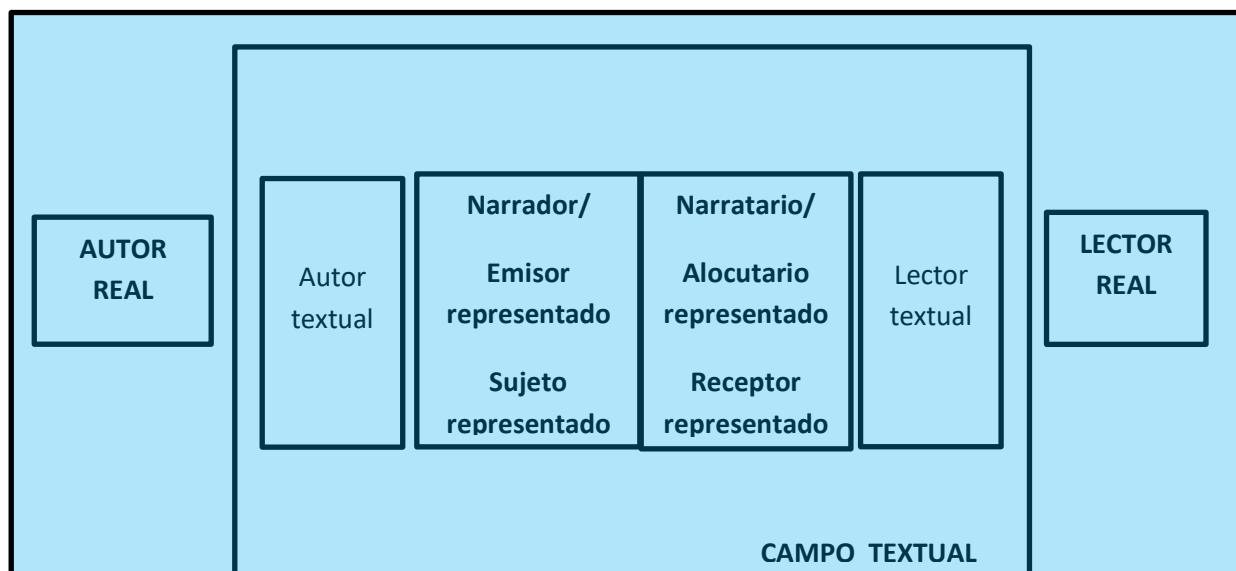 AUTOR
REAL
Autor
textual
Narrador/
Emisor
representado
Sujeto
representado
Narratario/
Alocutario
representado
Receptor
representado
Lector
textual
LECTOR
REAL
CAMPO TEXTUAL